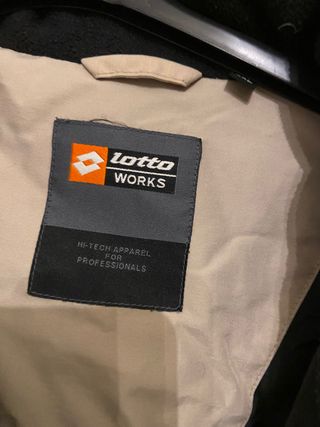 lotto
WORKS
HI-TECH APPAREL
FOR
PROFESSIONALS